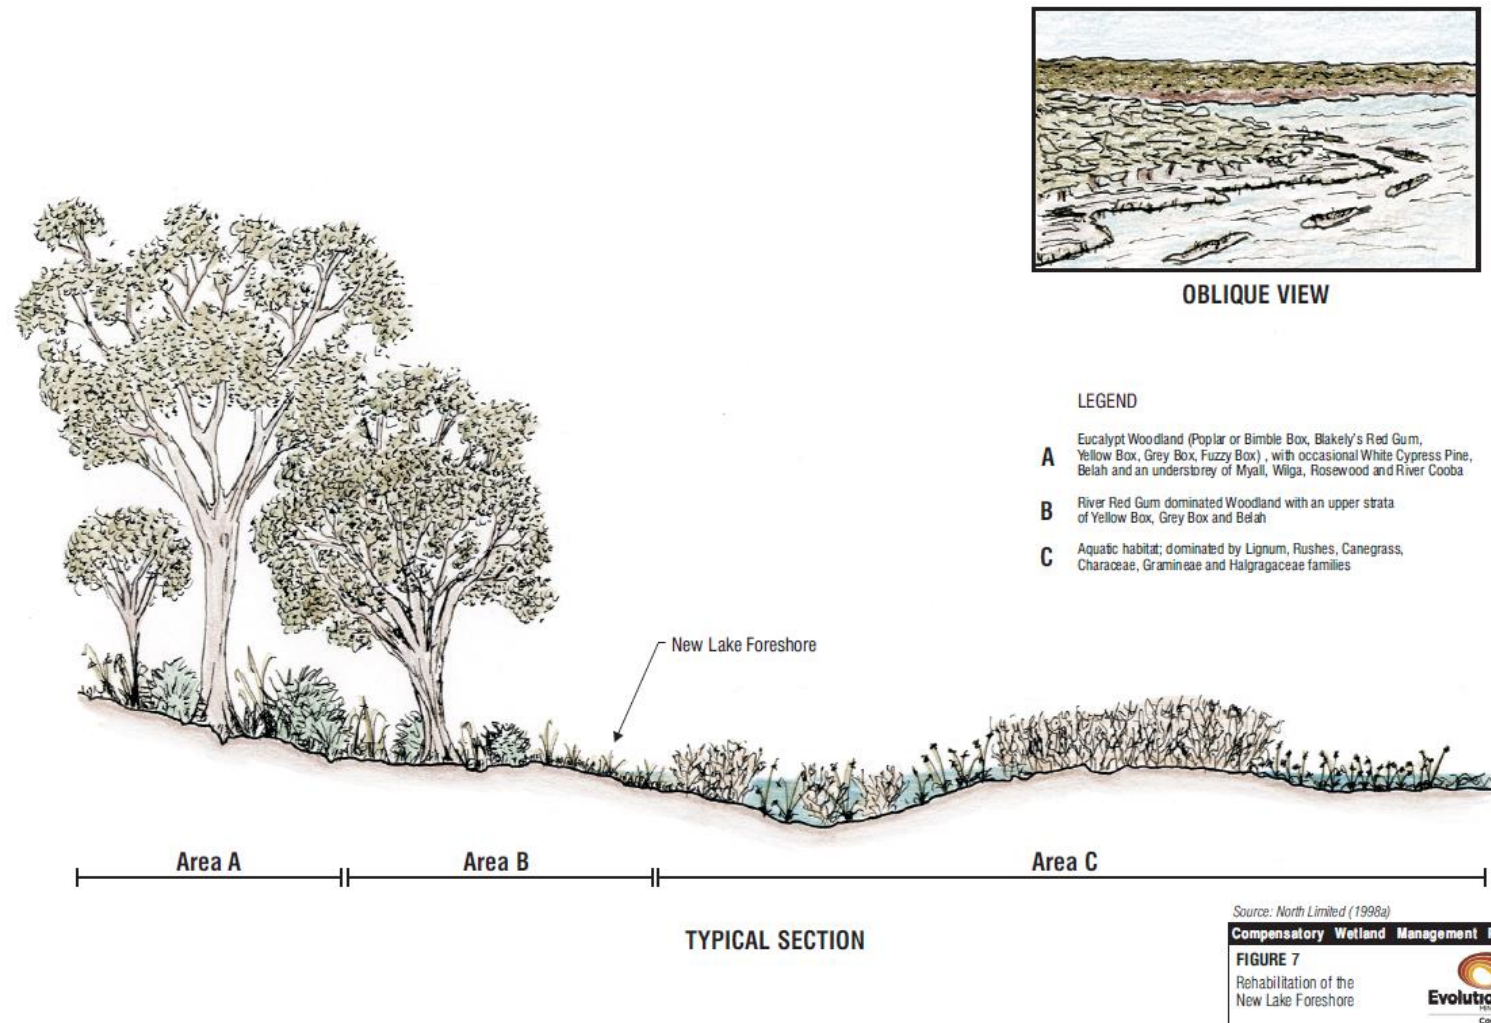 OBLIQUE VIEW
LEGEND
A
Eucalypt Woodland (Poplar or Bimble Box, Blakely's Red Gum,
Yellow Box, Grey Box, Fuzzy Box) , with occasional White Cypress Pine,
Belah and an understorey of Myall, Wilga, Rosewood and River Cooba
B
River Red Gum dominated Woodland with an upper strata
of Yellow Box, Grey Box and Belah
C
Aquatic habitat; dominated by Lignum, Rushes, Canegrass,
Characeae, Gramineae and Halgragaceae families
New Lake Foreshore
Area A
Area B
Area C
TYPICAL SECTION
Source: North Limited (1998a)
Compensatory Wetland Management
FIGURE 7
Rehabilitation of the
New Lake Foreshore